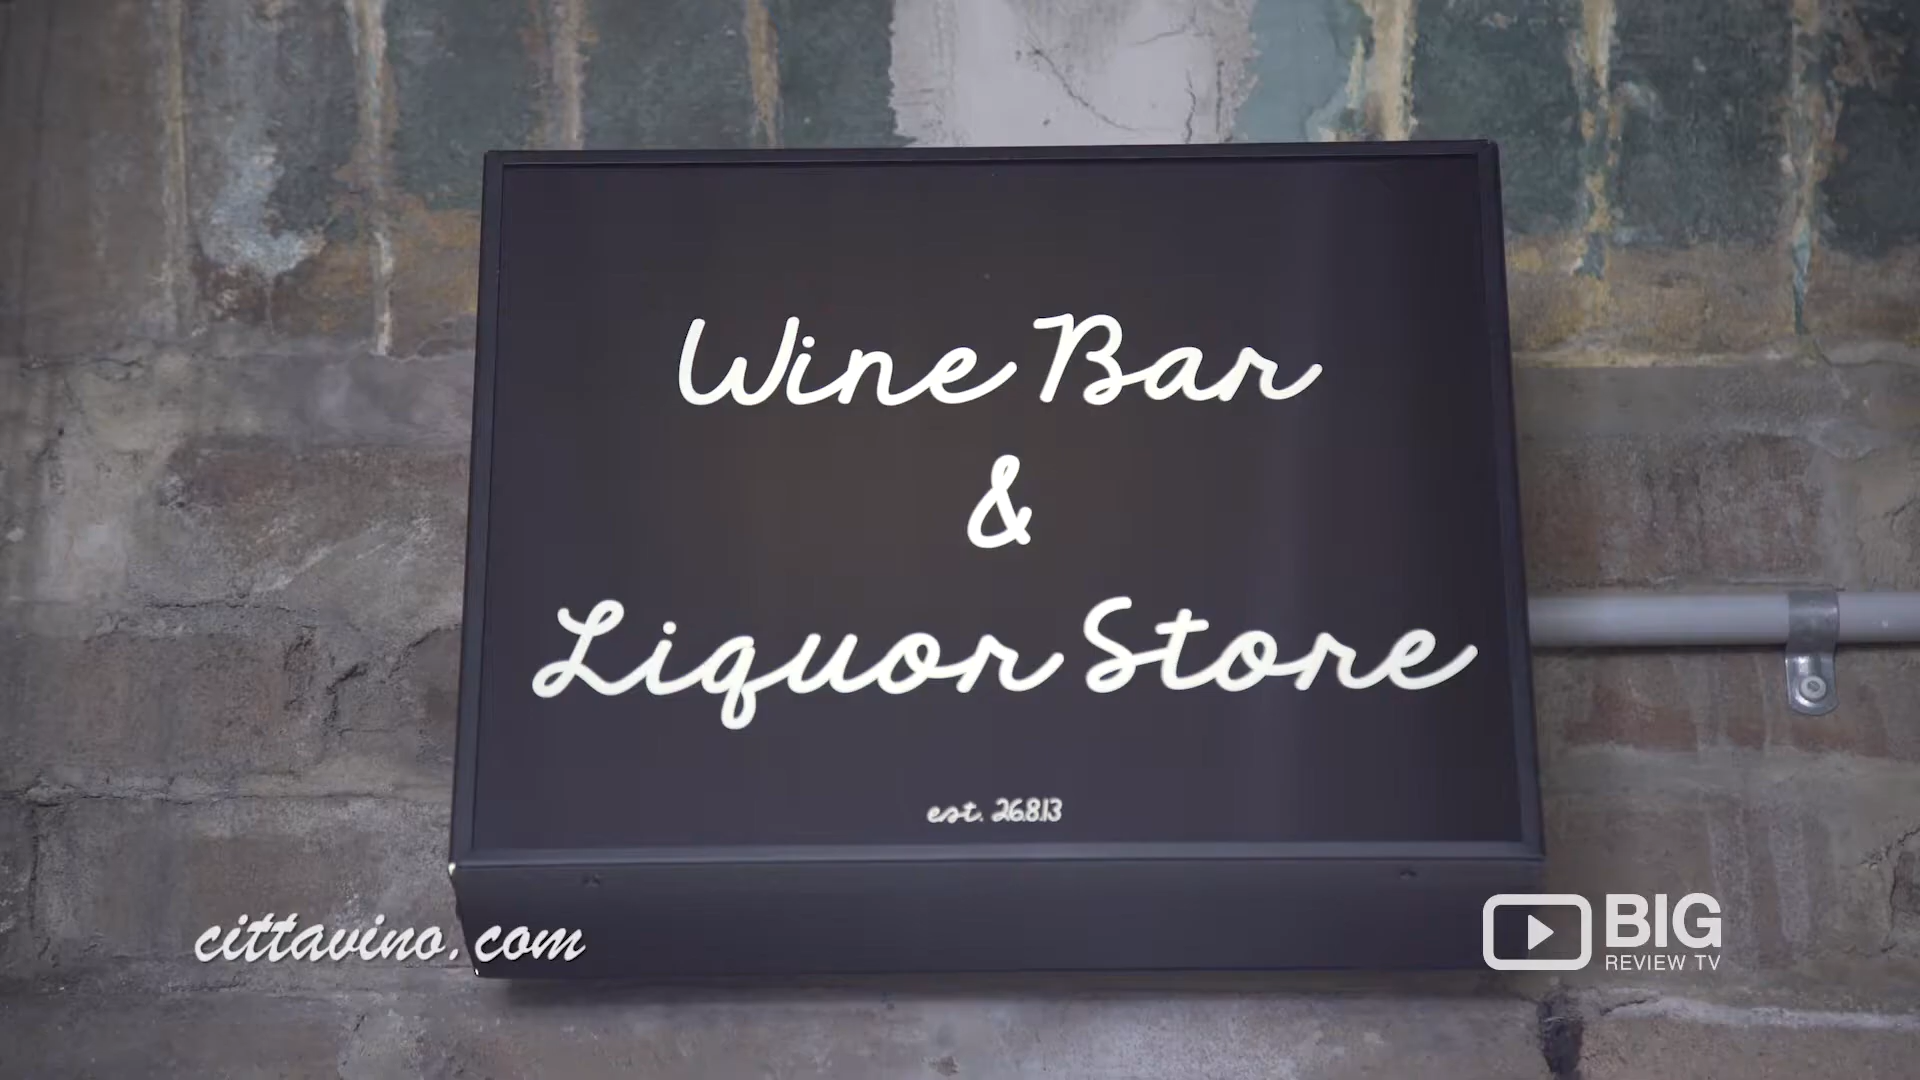 Wine Bar
&
Liquor Store
est. 26.8.13
cittavino.com
BIG
REVIEW TV